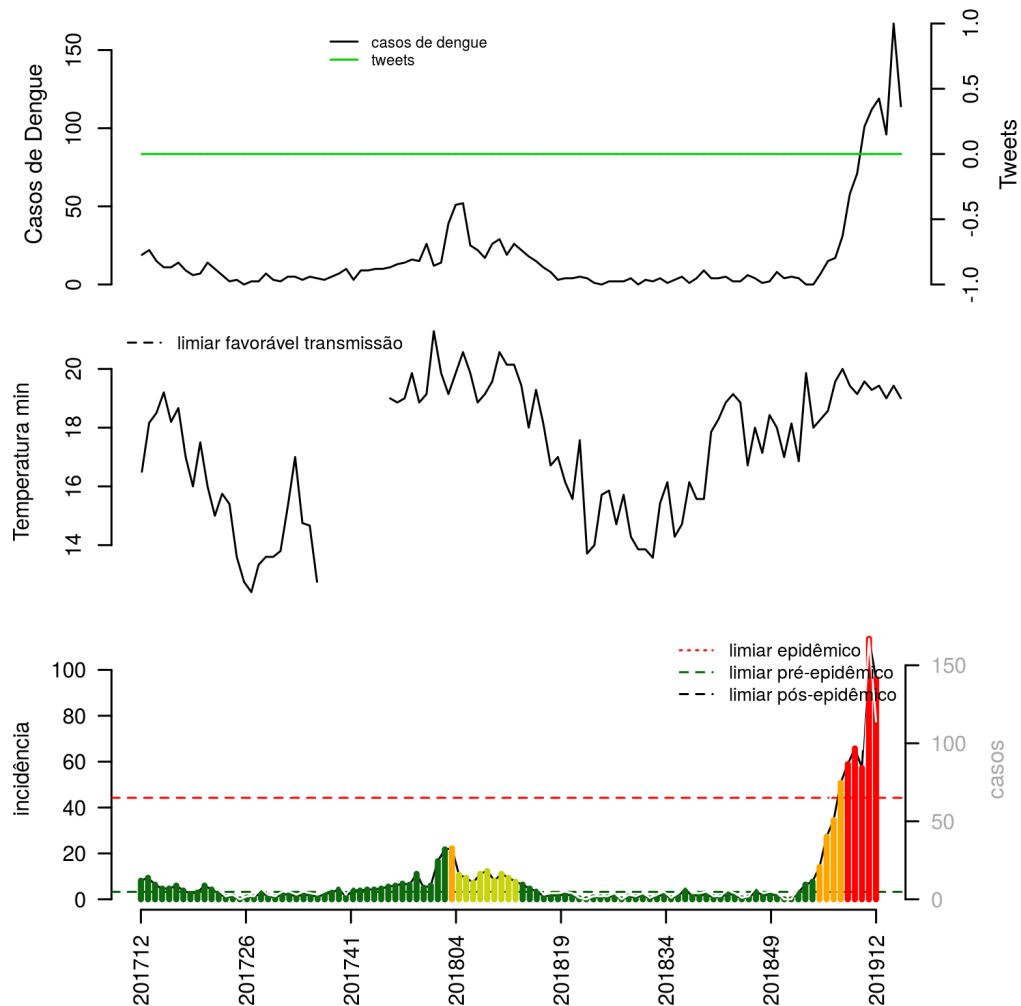 casos de dengue
tweets
Casos de Dengue
0
50
100
150
Tweets
-1.0
-0.5
0.0
0.5
1.0
limiar favorável transmissão
Temperatura min
14
16
18
20
limiar epidêmico
limiar pré-epidêmico
limiar pós-epidêmico
incidência
0
20
40
60
80
100
casos
0
50
100
150
201712
201726
201741
201804
201819
201834
201849
201912